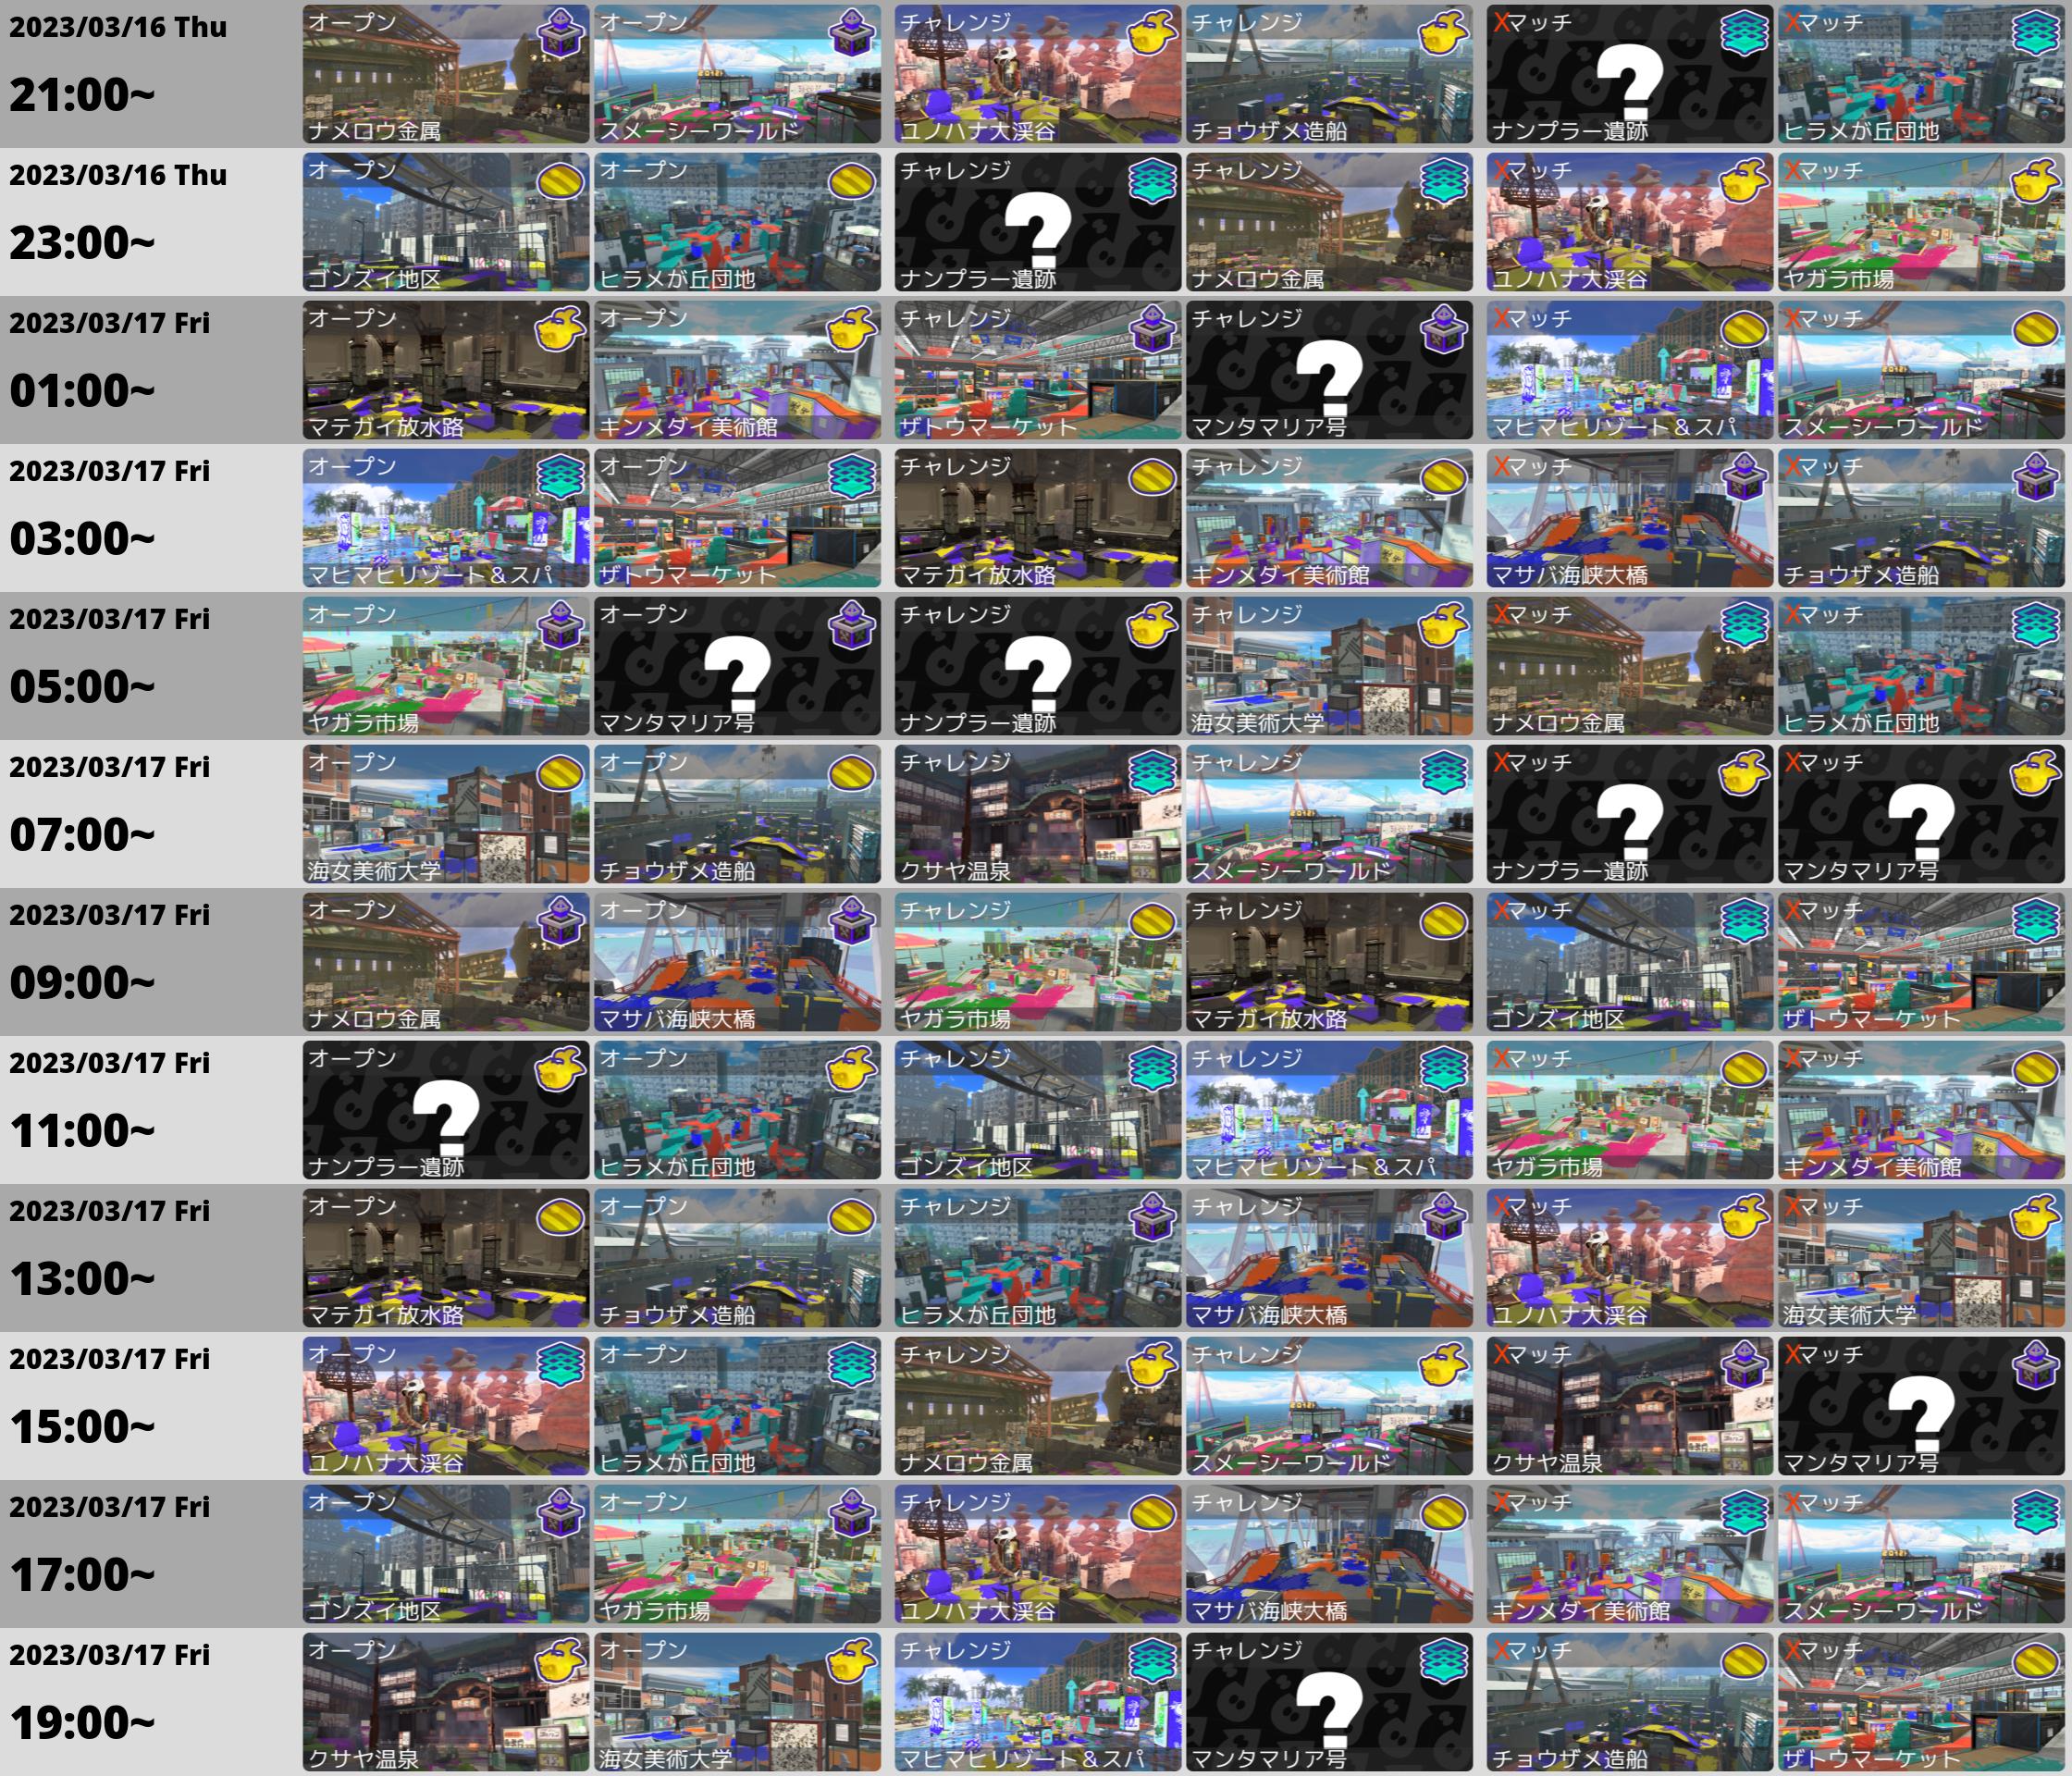 2023/03/16 Thu
21:00~
オープン
ナメロウ金属
オープン
スメーシーワールド
チャレンジ
ユノハナ大渓谷
チャレンジ
チョウザメ造船
Xマッチ
ナンプラー遺跡
Xマッチ
ヒラメが丘団地
2023/03/16 Thu
23:00~
オープン
ゴンズイ地区
オープン
ヒラメが丘団地
チャレンジ
ナンプラー遺跡
チャレンジ
ナメロウ金属
Xマッチ
ユノハナ大渓谷
Xマッチ
ヤガラ市場
2023/03/17 Fri
01:00~
オープン
マテガイ放水路
オープン
キンメダイ美術館
チャレンジ
ザトウマーケット
チャレンジ
マンタマリア号
Xマッチ
マヒマヒリゾート＆スパ
Xマッチ
スメーシーワールド
2023/03/17 Fri
03:00~
オープン
マヒマヒリゾート＆スパ
オープン
ザトウマーケット
チャレンジ
マテガイ放水路
チャレンジ
キンメダイ美術館
Xマッチ
マサバ海峡大橋
Xマッチ
チョウザメ造船
2023/03/17 Fri
05:00~
オープン
ヤガラ市場
オープン
マンタマリア号
チャレンジ
ナンプラー遺跡
チャレンジ
海女美術大学
Xマッチ
ナメロウ金属
Xマッチ
ヒラメが丘団地
2023/03/17 Fri
07:00~
オープン
海女美術大学
オープン
チョウザメ造船
チャレンジ
クサヤ温泉
チャレンジ
スメーシーワールド
Xマッチ
ナンプラー遺跡
Xマッチ
マンタマリア号
2023/03/17 Fri
09:00~
オープン
ナメロウ金属
オープン
マサバ海峡大橋
チャレンジ
ヤガラ市場
チャレンジ
マテガイ放水路
Xマッチ
ゴンズイ地区
Xマッチ
ザトウマーケット
2023/03/17 Fri
11:00~
オープン
ナンプラー遺跡
オープン
ヒラメが丘団地
チャレンジ
ゴンズイ地区
チャレンジ
マヒマヒリゾート＆スパ
Xマッチ
ヤガラ市場
Xマッチ
キンメダイ美術館
2023/03/17 Fri
13:00~
オープン
マテガイ放水路
オープン
チョウザメ造船
チャレンジ
ヒラメが丘団地
チャレンジ
マサバ海峡大橋
Xマッチ
ユノハナ大渓谷
Xマッチ
海女美術大学
2023/03/17 Fri
15:00~
オープン
ユノハナ大渓谷
オープン
ヒラメが丘団地
チャレンジ
ナメロウ金属
チャレンジ
スメーシーワールド
Xマッチ
クサヤ温泉
Xマッチ
マンタマリア号
2023/03/17 Fri
17:00~
オープン
ゴンズイ地区
オープン
ヤガラ市場
チャレンジ
ユノハナ大渓谷
チャレンジ
マサバ海峡大橋
Xマッチ
キンメダイ美術館
Xマッチ
スメーシーワールド
2023/03/17 Fri
19:00~
オープン
クサヤ温泉
オープン
海女美術大学
チャレンジ
マヒマヒリゾート＆スパ
チャレンジ
マンタマリア号
Xマッチ
チョウザメ造船
Xマッチ
ザトウマーケット